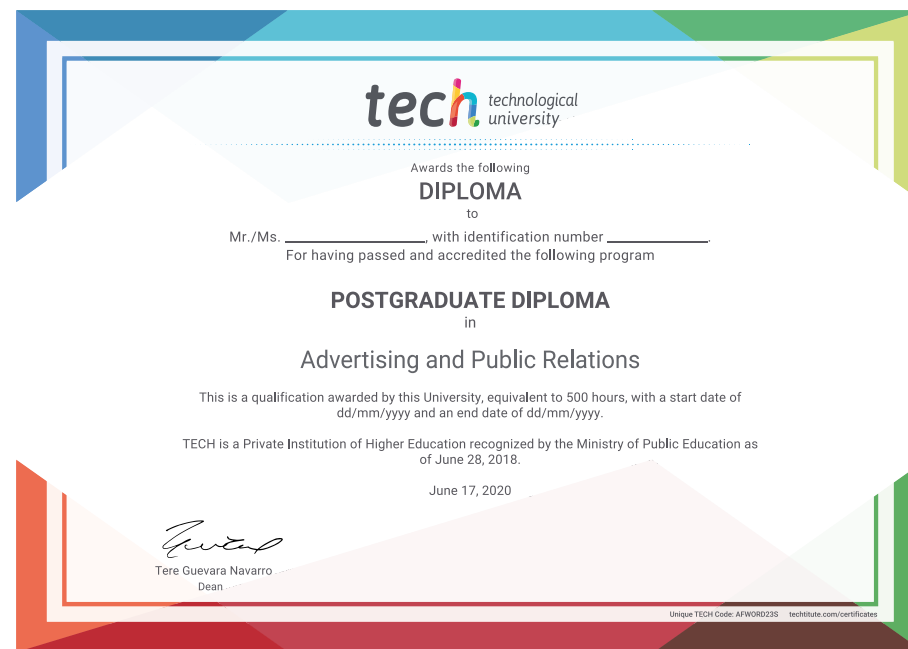 tech technological
university
Awards the following
DIPLOMA
to
Mr./Ms. ____________________, with identification number ______________.
For having passed and accredited the following program
POSTGRADUATE DIPLOMA
in
Advertising and Public Relations
This is a qualification awarded by this University, equivalent to 500 hours, with a start date of
dd/mm/yyyy and an end date of dd/mm/yyyy.
TECH is a Private Institution of Higher Education recognized by the Ministry of Public Education as
of June 28, 2018.
June 17, 2020
Tere Guevara Navarro
Dean
Unique TECH Code: AFWORD23S techtitute.com/certificates